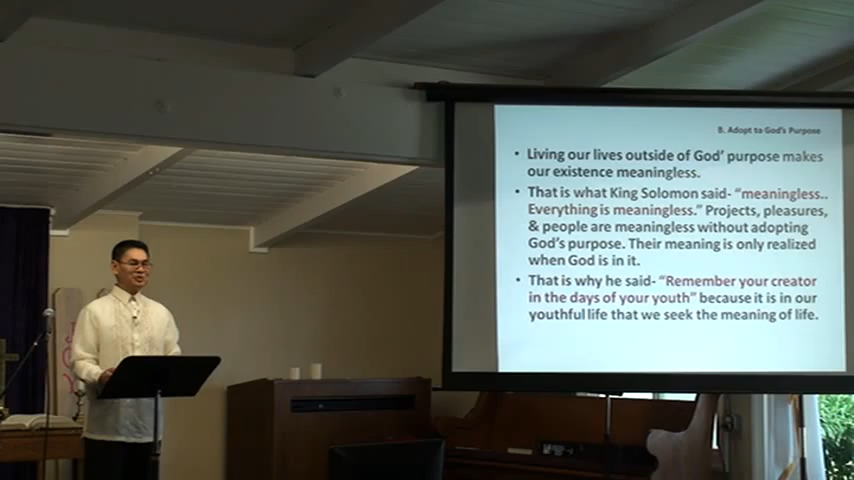 B. Adopt to God's Purpose
• Living our lives outside of God' purpose makes
our existence meaningless.
• That is what King Solomon said- “meaningless..
Everything is meaningless.” Projects, pleasures,
& people are meaningless without adopting
God's purpose. Their meaning is only realized
when God is in it.
• That is why he said- “Remember your creator
in the days of your youth” because it is in our
youthful life that we seek the meaning of life.